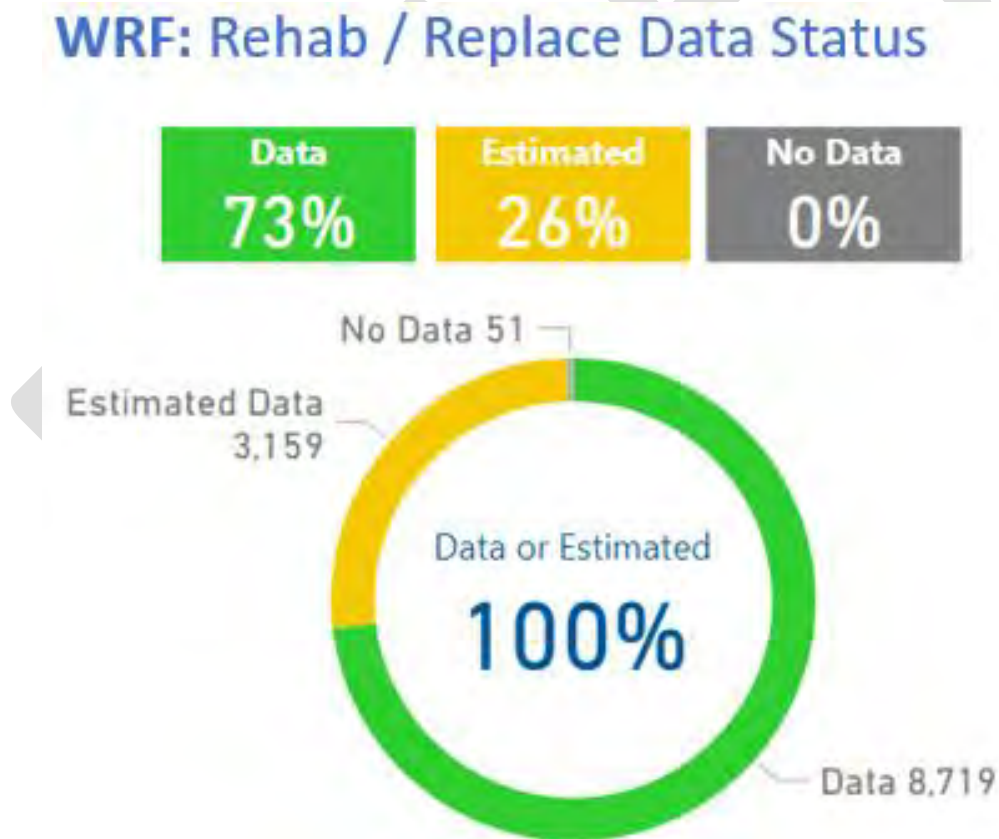 WRF: Rehab / Replace Data Status
Data
73%
Estimated
26%
No Data
0%
No Data 51
Estimated Data
3,159
Data or Estimated
100%
Data 8,719